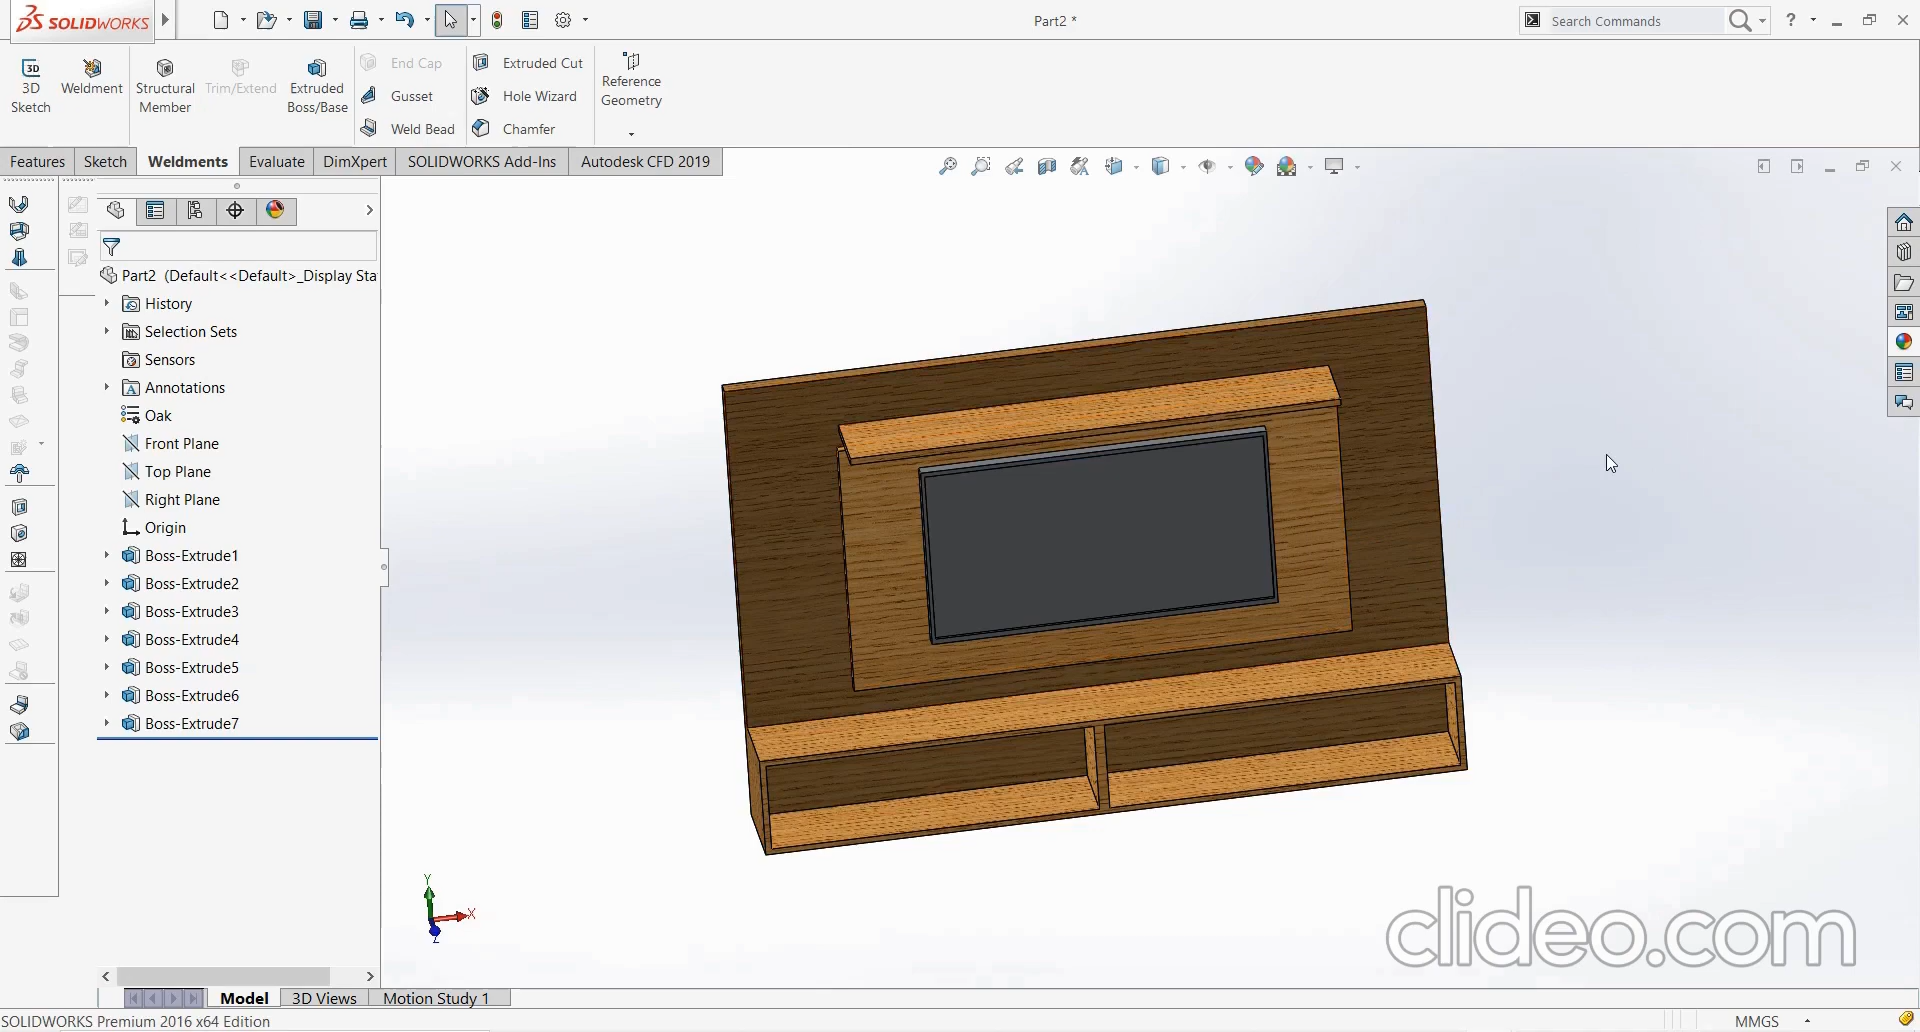 SOLIDWORKS
Part2 *
Search Commands
?
3D
Sketch
Weldment
Structural
Member
Trim/Extend
Extruded
Boss/Base
End Cap
Gusset
Weld Bead
Extruded Cut
Hole Wizard
Chamfer
Reference
Geometry
Features
Sketch
Weldments
Evaluate
DimXpert
SOLIDWORKS Add-Ins
Autodesk CFD 2019
Part2 (Default<<Default>_Display Sta
History
Selection Sets
Sensors
Annotations
Oak
Front Plane
Top Plane
Right Plane
Origin
Boss-Extrude1
Boss-Extrude2
Boss-Extrude3
Boss-Extrude4
Boss-Extrude5
Boss-Extrude6
Boss-Extrude7
Y
X
Z
clideo.com
Model
3D Views
Motion Study 1
SOLIDWORKS Premium 2016 x64 Edition
MMGS